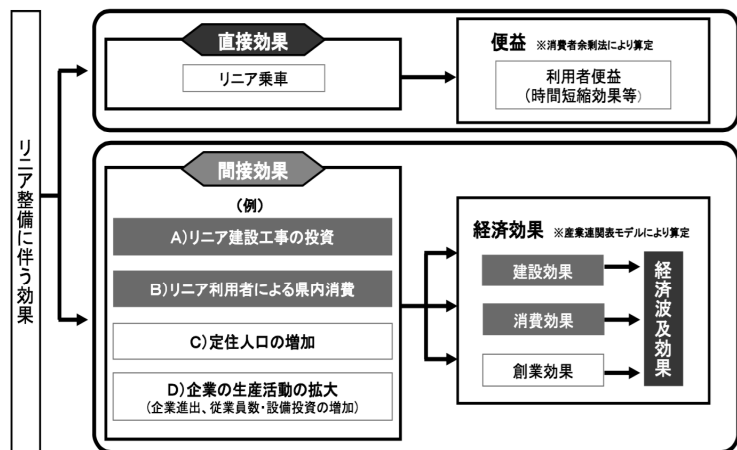 リニア整備に伴う効果
直接効果
リニア乗車
便益 ※消費者余剰法により算定
利用者便益
(時間短縮効果等)
間接効果
(例)
A)リニア建設工事の投資
B)リニア利用者による県内消費
C)定住人口の増加
D)企業の生産活動の拡大
(企業進出、従業員数・設備投資の増加)
経済効果 ※産業連関表モデルにより算定
建設効果
消費効果
創業効果
経済波及効果